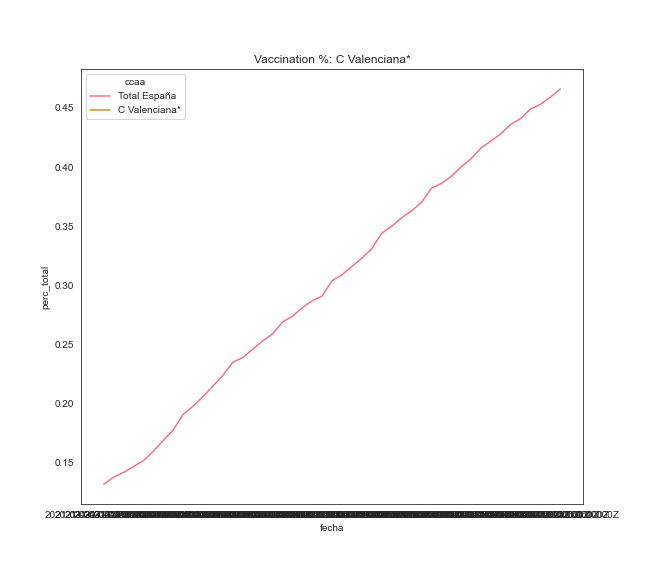 Vaccination %: C Valenciana*
ccaa
Total España
C Valenciana*
0.45
0.40
0.35
0.30
0.25
0.20
0.15
perc_total
fecha